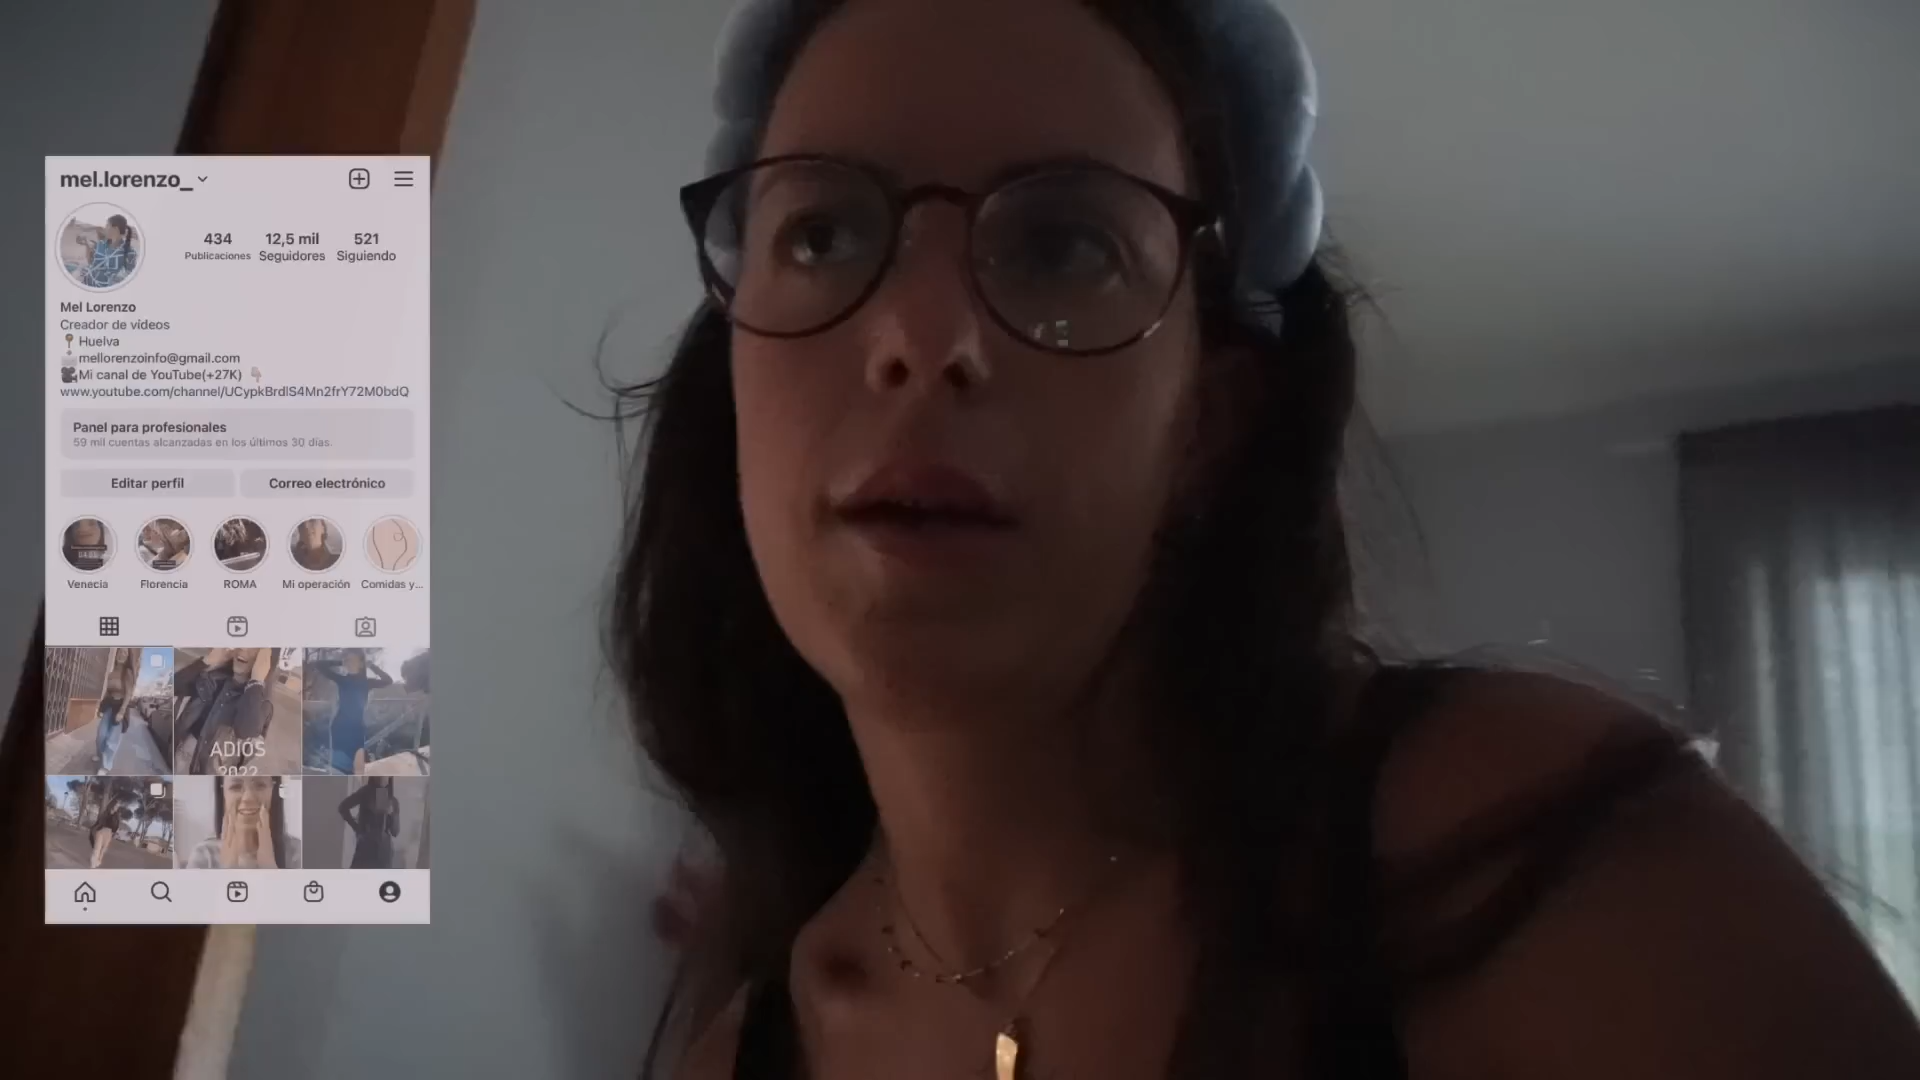 mel.lorenzo_
434 12,5 mil 521
Publicaciones Seguidores Siguiendo
Mel Lorenzo
Creador de vídeos
Huelva
mellorenzoinfo@gmail.com
Mi canal de YouTube(+27K)
www.youtube.com/channel/UCypkBrdlS4Mn2frY72M0bdQ
Panel para profesionales
59 mil cuentas alcanzadas en los últimos 30 días.
Editar perfil Correo electrónico
Venecia Florencia ROMA Mi operación Comidas y...
ADIÓS
2022